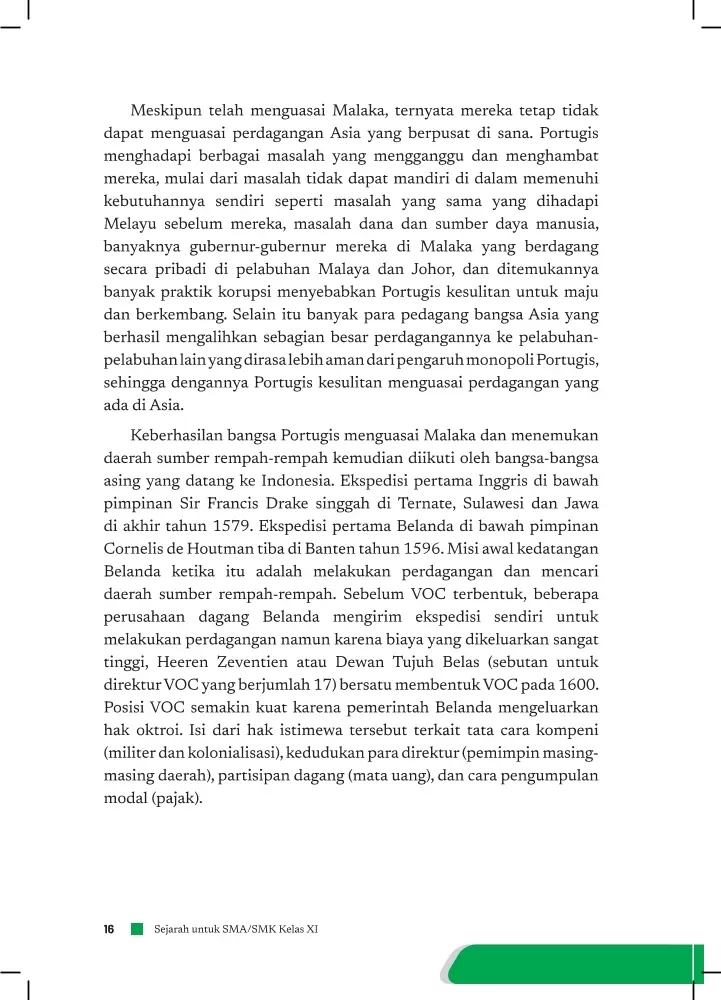 Meskipun telah menguasai Malaka, ternyata mereka tetap tidak
dapat menguasai perdagangan Asia yang berpusat di sana. Portugis
menghadapi berbagai masalah yang mengganggu dan menghambat
mereka, mulai dari masalah tidak dapat mandiri di dalam memenuhi
kebutuhannya sendiri seperti masalah yang sama yang dihadapi
Melayu sebelum mereka, masalah dana dan sumber daya manusia,
banyaknya gubernur-gubernur mereka di Malaka yang berdagang
secara pribadi di pelabuhan Malaya dan Johor, dan ditemukannya
banyak praktik korupsi menyebabkan Portugis kesulitan untuk maju
dan berkembang. Selain itu banyak para pedagang bangsa Asia yang
berhasil mengalihkan sebagian besar perdagangannya ke pelabuhan-
pelabuhan lain yang dirasa lebih aman dari pengaruh monopoli Portugis,
sehingga dengannya Portugis kesulitan menguasai perdagangan yang
ada di Asia.
Keberhasilan bangsa Portugis menguasai Malaka dan menemukan
daerah sumber rempah-rempah kemudian diikuti oleh bangsa-bangsa
asing yang datang ke Indonesia. Ekspedisi pertama Inggris di bawah
pimpinan Sir Francis Drake singgah di Ternate, Sulawesi dan Jawa
di akhir tahun 1579. Ekspedisi pertama Belanda di bawah pimpinan
Cornelis de Houtman tiba di Banten tahun 1596. Misi awal kedatangan
Belanda ketika itu adalah melakukan perdagangan dan mencari
daerah sumber rempah-rempah. Sebelum VOC terbentuk, beberapa
perusahaan dagang Belanda mengirim ekspedisi sendiri untuk
melakukan perdagangan namun karena biaya yang dikeluarkan sangat
tinggi, Heeren Zeventien atau Dewan Tujuh Belas (sebutan untuk
direktur VOC yang berjumlah 17) bersatu membentuk VOC pada 1600.
Posisi VOC semakin kuat karena pemerintah Belanda mengeluarkan
hak oktroi. Isi dari hak istimewa tersebut terkait tata cara kompeni
(militer dan kolonialisasi), kedudukan para direktur (pemimpin masing-
masing daerah), partisipan dagang (mata uang), dan cara pengumpulan
modal (pajak).
16 Sejarah untuk SMA/SMK Kelas XI